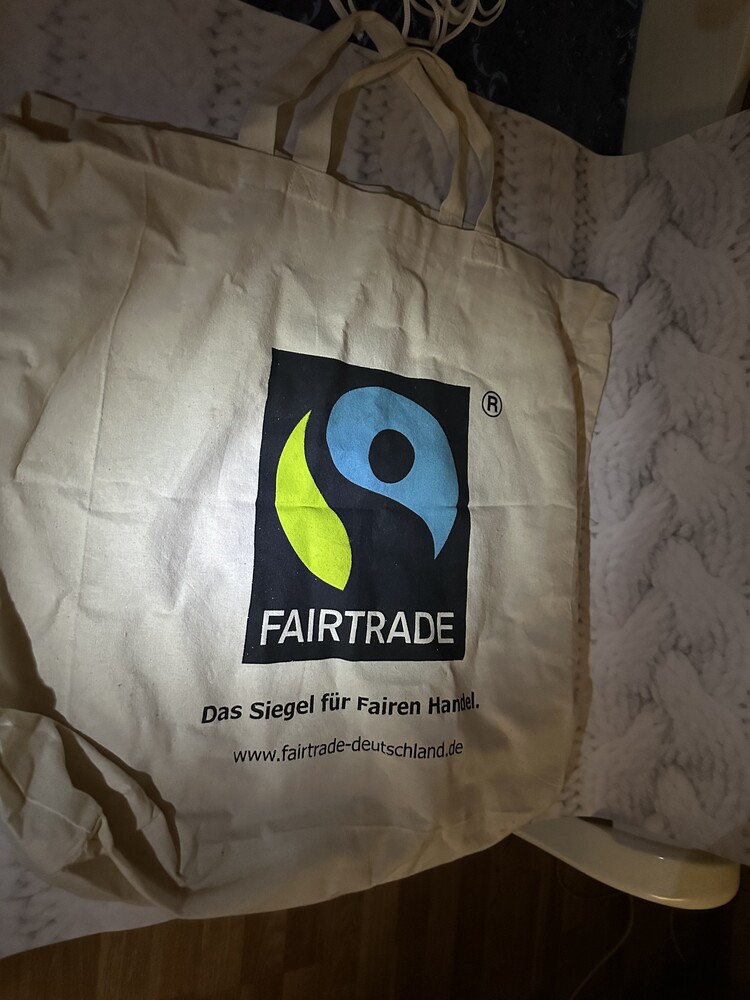 ®
FAIRTRADE
Das Siegel für Fairen Handel.
www.fairtrade-deutschland.de